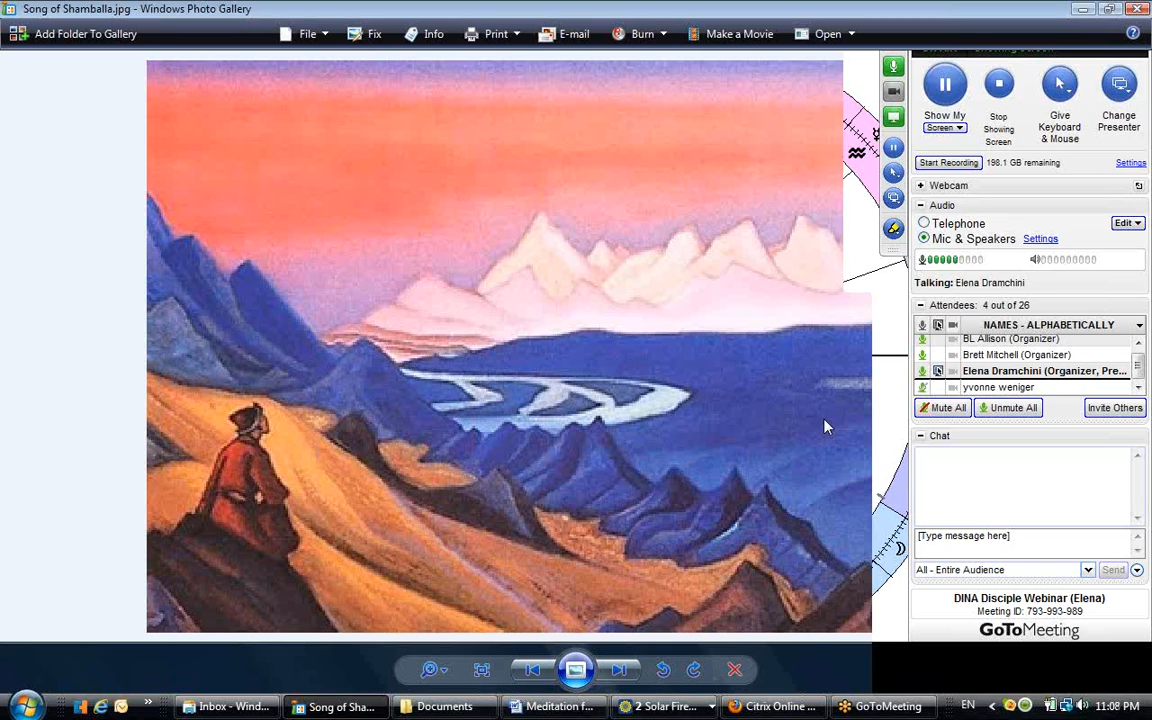 Song of Shamballa.jpg - Windows Photo Gallery
Add Folder To Gallery
File
Fix
Info
Print
E-mail
Burn
Make a Movie
Open
Show My
Screen
Stop
Showing
Screen
Give
Keyboard
& Mouse
Change
Presenter
Start Recording
198.1 GB remaining
Settings
Webcam
Audio
Telephone
Edit
Mic & Speakers
Settings
Talking: Elena Dramchini
Attendees: 4 out of 26
NAMES - ALPHABETICALLY
BL Allison (Organizer)
Brett Mitchell (Organizer)
Elena Dramchini (Organizer, Pre...
yvonne weniger
Mute All
Unmute All
Invite Others
Chat
[Type message here]
All - Entire Audience
Send
DINA Disciple Webinar (Elena)
Meeting ID: 793-993-989
GoToMeeting
Inbox - Wind...
Song of Sha...
Documents
Meditation f...
2 Solar Fire...
Citrix Online ...
GoToMeeting
EN
11:08 PM